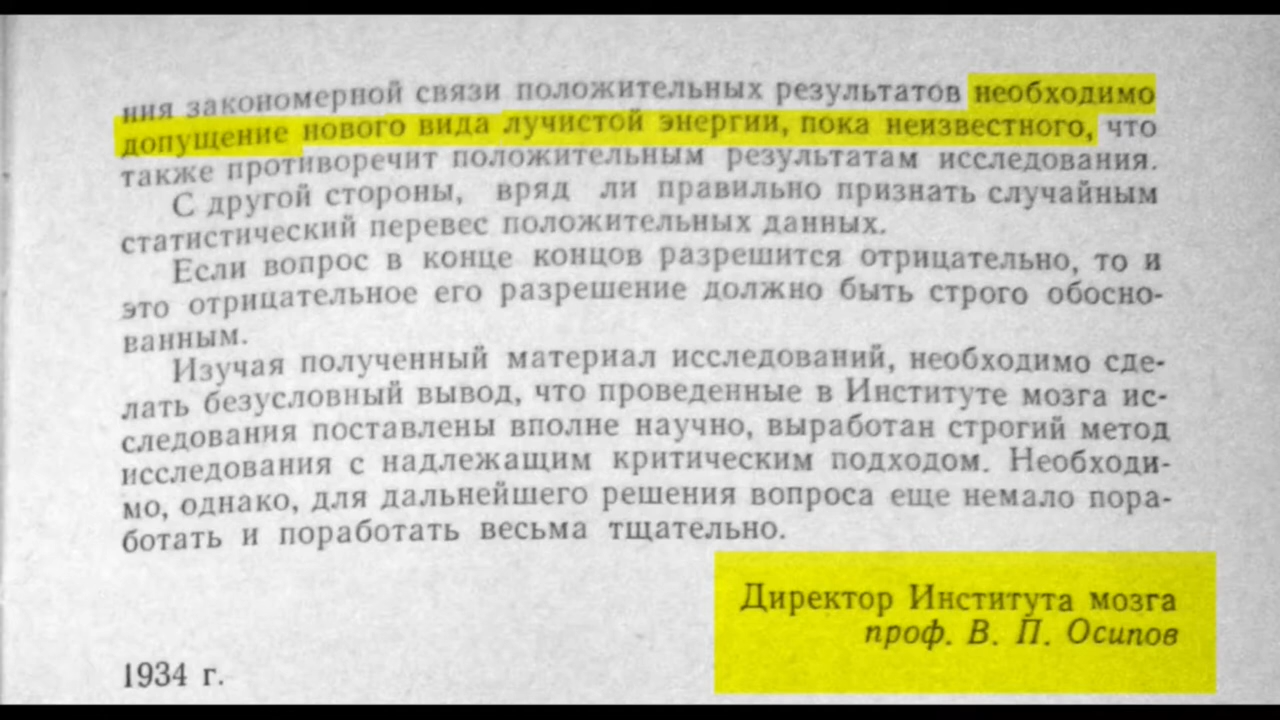 ния закономерной связи положительных результатов необходимо
допущение нового вида лучистой энергии, пока неизвестного, что
также противоречит положительным результатам исследования.
С другой стороны, вряд ли правильно признать случайным
статистический перевес положительных данных.
Если вопрос в конце концов разрешится отрицательно, то и
это отрицательное его разрешение должно быть строго обосно-
ванным.
Изучая полученный материал исследований, необходимо сде-
лать безусловный вывод, что проведенные в Институте мозга ис-
следования поставлены вполне научно, выработан строгий метод
исследования с надлежащим критическим подходом. Необходи-
мо, однако, для дальнейшего решения вопроса еще немало пора-
ботать и поработать весьма тщательно.
Директор Института мозга
проф. В. П. Осипов
1934 г.